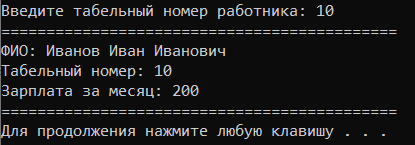 Введите табельный номер работника: 10
============================================
ФИО: Иванов Иван Иванович
Табельный номер: 10
Зарплата за месяц: 200
============================================
Для продолжения нажмите любую клавишу . . .